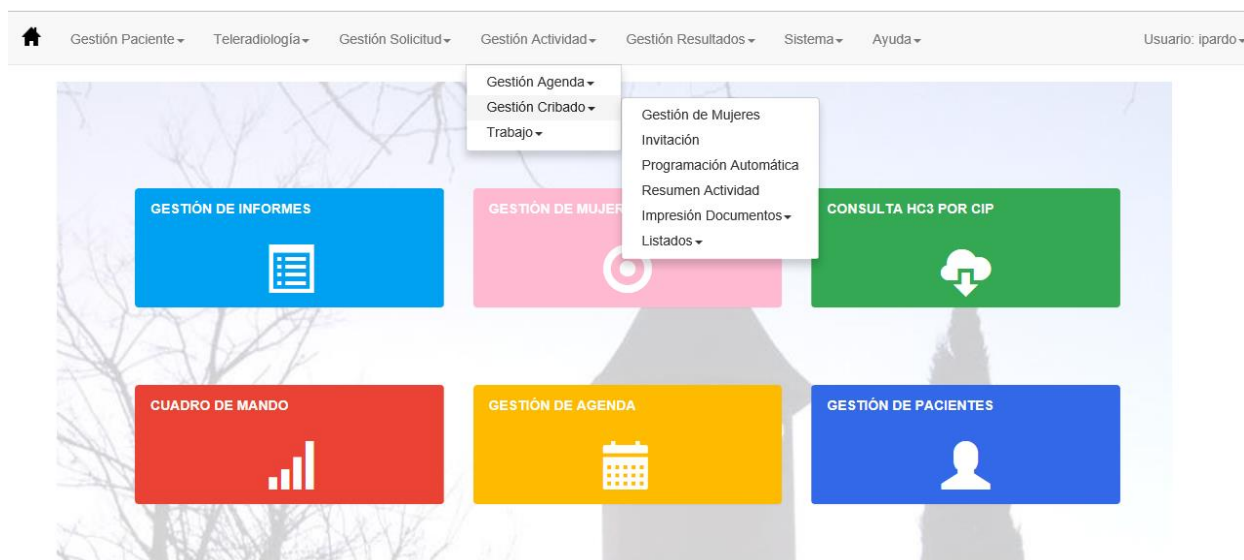 Gestión Paciente Teleradiología Gestión Solicitud Gestión Actividad Gestión Resultados Sistema Ayuda Usuario: ipardo
Gestión Agenda
Gestión Cribado
Trabajo
Gestión de Mujeres
Invitación
Programación Automática
Resumen Actividad
Impresión Documentos
Listados
GESTIÓN DE INFORMES
GESTIÓN DE MUJER
CONSULTA HC3 POR CIP
CUADRO DE MANDO
GESTIÓN DE AGENDA
GESTIÓN DE PACIENTES